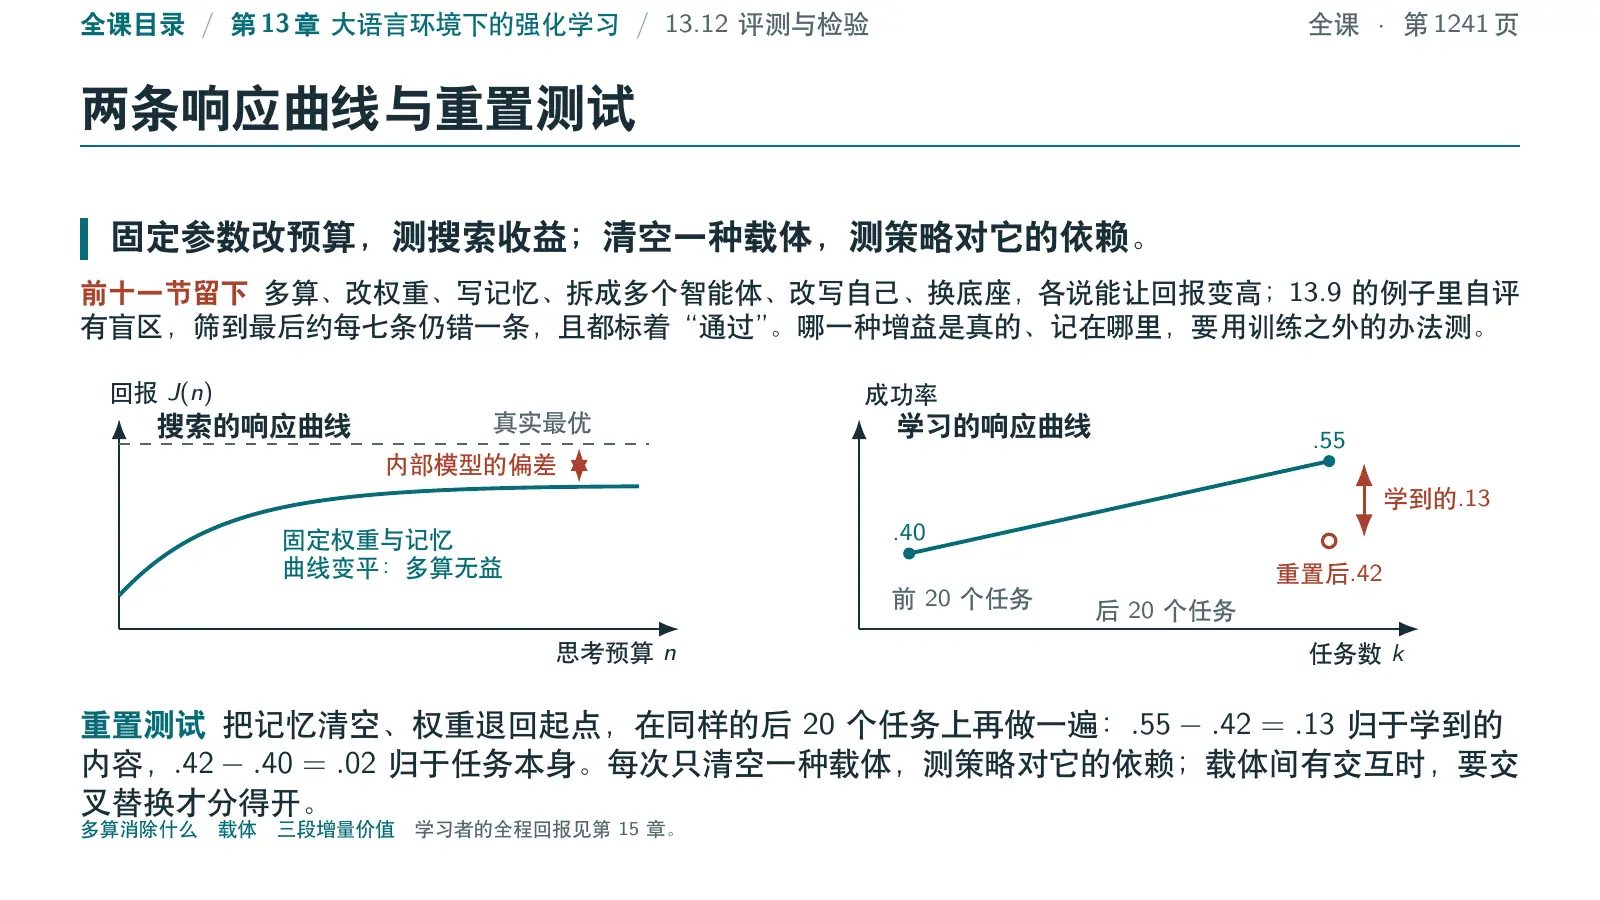 全课目录 / 第 13 章 大语言环境下的强化学习 / 13.12 评测与检验
全课 · 第 1241 页
两条响应曲线与重置测试
固定参数改预算，测搜索收益；清空一种载体，测策略对它的依赖。
前十一节留下 多算、改权重、写记忆、拆成多个智能体、改写自己、换底座，各说能让回报变高；13.9 的例子里自评
有盲区，筛到最后约每七条仍错一条，且都标着“通过”。哪一种增益是真的、记在哪里，要用训练之外的办法测。
回报 J(n)
搜索的响应曲线
真实最优
内部模型的偏差
固定权重与记忆
曲线变平：多算无益
思考预算 n
成功率
学习的响应曲线
.55
学到的.13
.40
重置后.42
前 20 个任务
后 20 个任务
任务数 k
重置测试 把记忆清空、权重退回起点，在同样的后 20 个任务上再做一遍：.55 − .42 = .13 归于学到的
内容，.42 − .40 = .02 归于任务本身。每次只清空一种载体，测策略对它的依赖；载体间有交互时，要交
叉替换才分得开。
多算消除什么 载体 三段增量价值 学习者的全程回报见第 15 章。